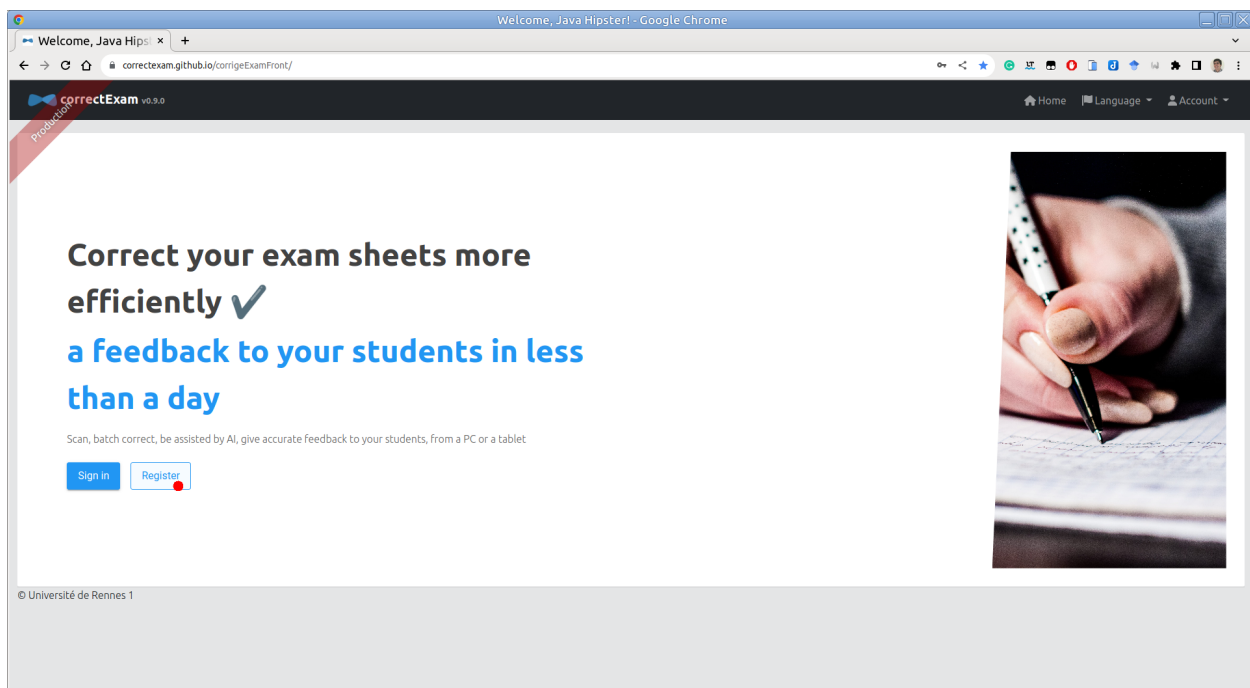 Welcome, Java Hipster! - Google Chrome
Welcome, Java Hips
correctexam.github.io/corrigeExamFront/
correctExam v0.9.0
Home Language Account
Production
Correct your exam sheets more
efficiently ✔
a feedback to your students in less
than a day
Scan, batch correct, be assisted by AI, give accurate feedback to your students, from a PC or a tablet
Sign in Register
© Université de Rennes 1